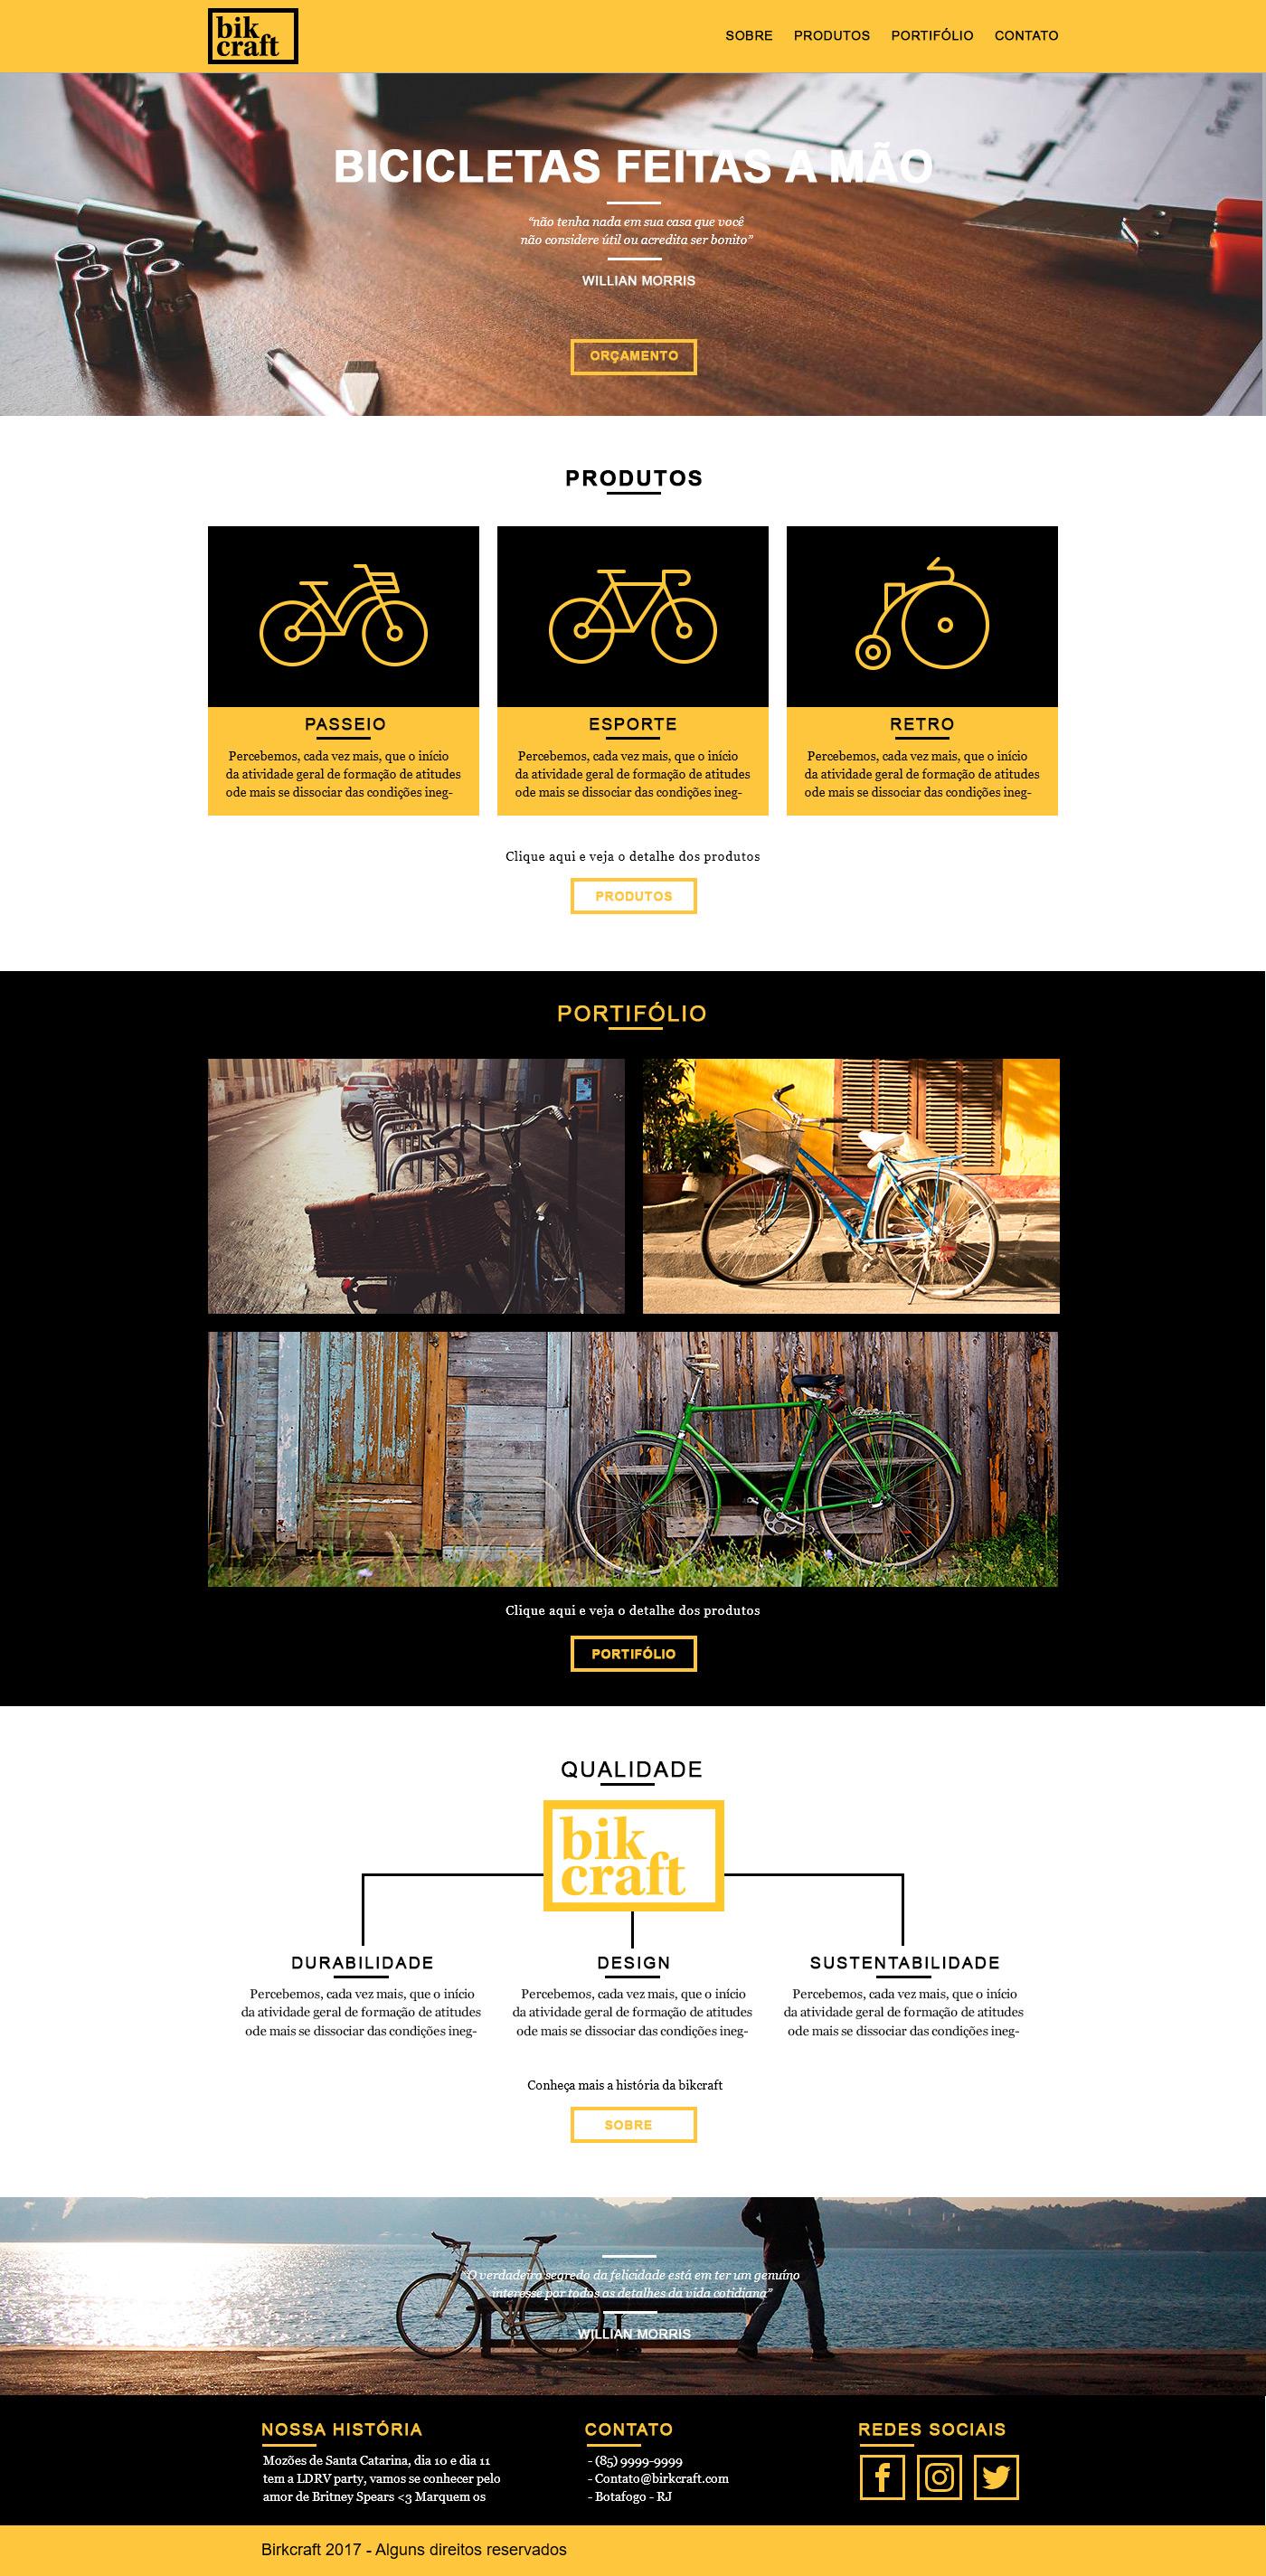 bik
craft
SOBRE PRODUTOS PORTIFÓLIO CONTATO
BICICLETAS FEITAS A MÃO
“não tenha nada em sua casa que você
não considere útil ou acredita ser bonito”
WILLIAN MORRIS
ORÇAMENTO
PRODUTOS
PASSEIO
Percebemos, cada vez mais, que o início
da atividade geral de formação de atitudes
ode mais se dissociar das condições ineg-
ESPORTE
Percebemos, cada vez mais, que o início
da atividade geral de formação de atitudes
ode mais se dissociar das condições ineg-
RETRO
Percebemos, cada vez mais, que o início
da atividade geral de formação de atitudes
ode mais se dissociar das condições ineg-
Clique aqui e veja o detalhe dos produtos
PRODUTOS
PORTIFÓLIO
Clique aqui e veja o detalhe dos produtos
PORTIFÓLIO
QUALIDADE
bik
craft
DURABILIDADE
Percebemos, cada vez mais, que o início
da atividade geral de formação de atitudes
ode mais se dissociar das condições ineg-
DESIGN
Percebemos, cada vez mais, que o início
da atividade geral de formação de atitudes
ode mais se dissociar das condições ineg-
SUSTENTABILIDADE
Percebemos, cada vez mais, que o início
da atividade geral de formação de atitudes
ode mais se dissociar das condições ineg-
Conheça mais a história da bikcraft
SOBRE
“O verdadeiro segredo da felicidade está em ter um genuíno
interesse por todos os detalhes da vida cotidiana”
WILLIAN MORRIS
NOSSA HISTÓRIA
Mozões de Santa Catarina, dia 10 e dia 11
tem a LDRV party, vamos se conhecer pelo
amor de Britney Spears <3 Marquem os
CONTATO
- (85) 9999-9999
- Contato@birkcraft.com
- Botafogo - RJ
REDES SOCIAIS
Birkcraft 2017 - Alguns direitos reservados